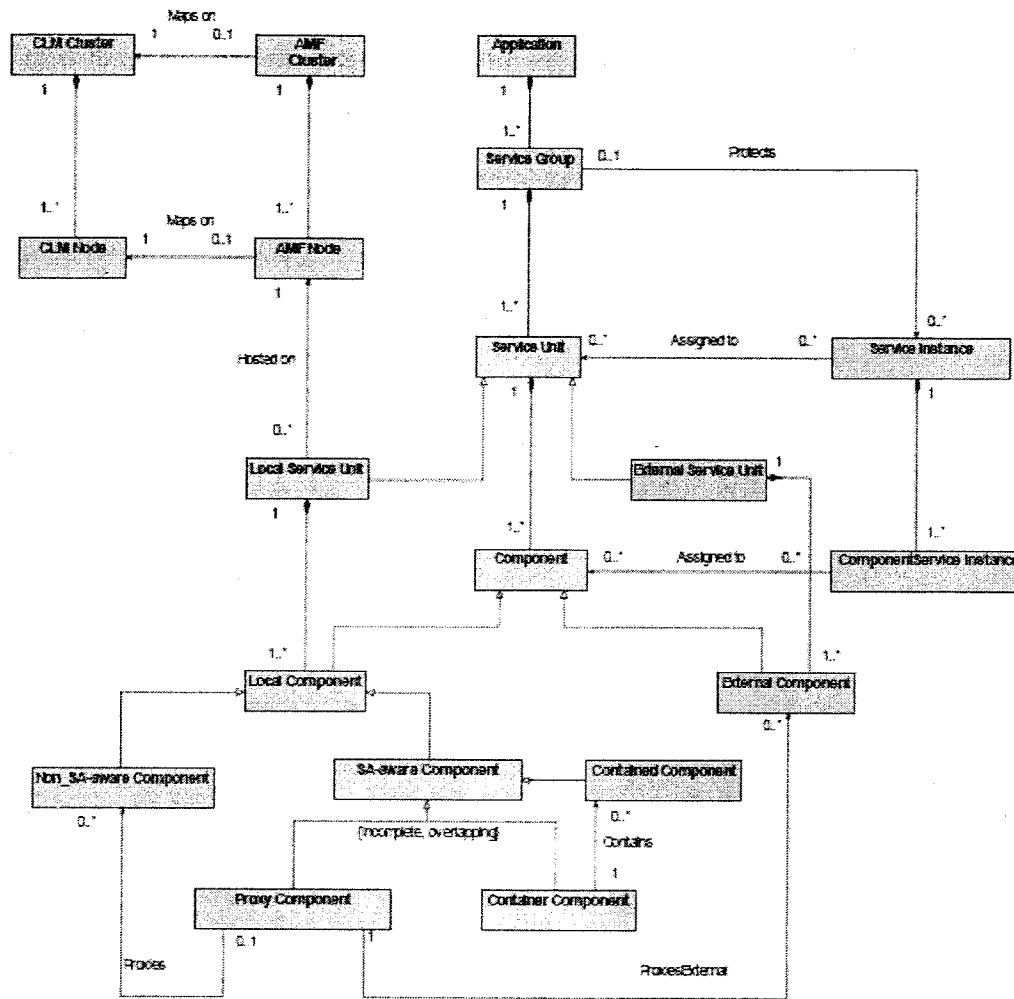 Maps on
CLM Cluster
1
0..1
AMF
Cluster
Application
1
1
1
1..*
Service Group
0..1
Protects
1
1..*
Maps on
1..*
CLM Node
1
0..1
AMF Node
1
1..*
0..*
Service Unit
0..*
Assigned to
0..*
Service Instance
Hosted on
1
1
0..*
Local Service Unit
External Service Unit
1
1
1..*
1..*
Component
0..*
Assigned to
0..*
ComponentService Instance
1..*
1..*
Local Component
External Component
0..*
Non_SA-aware Component
SA-aware Component
Contained Component
0..*
0..*
{Incomplete, overlapping}
Contains
1
Proxy Component
Container Component
0..1
1
Proxies
ProxiesExternal